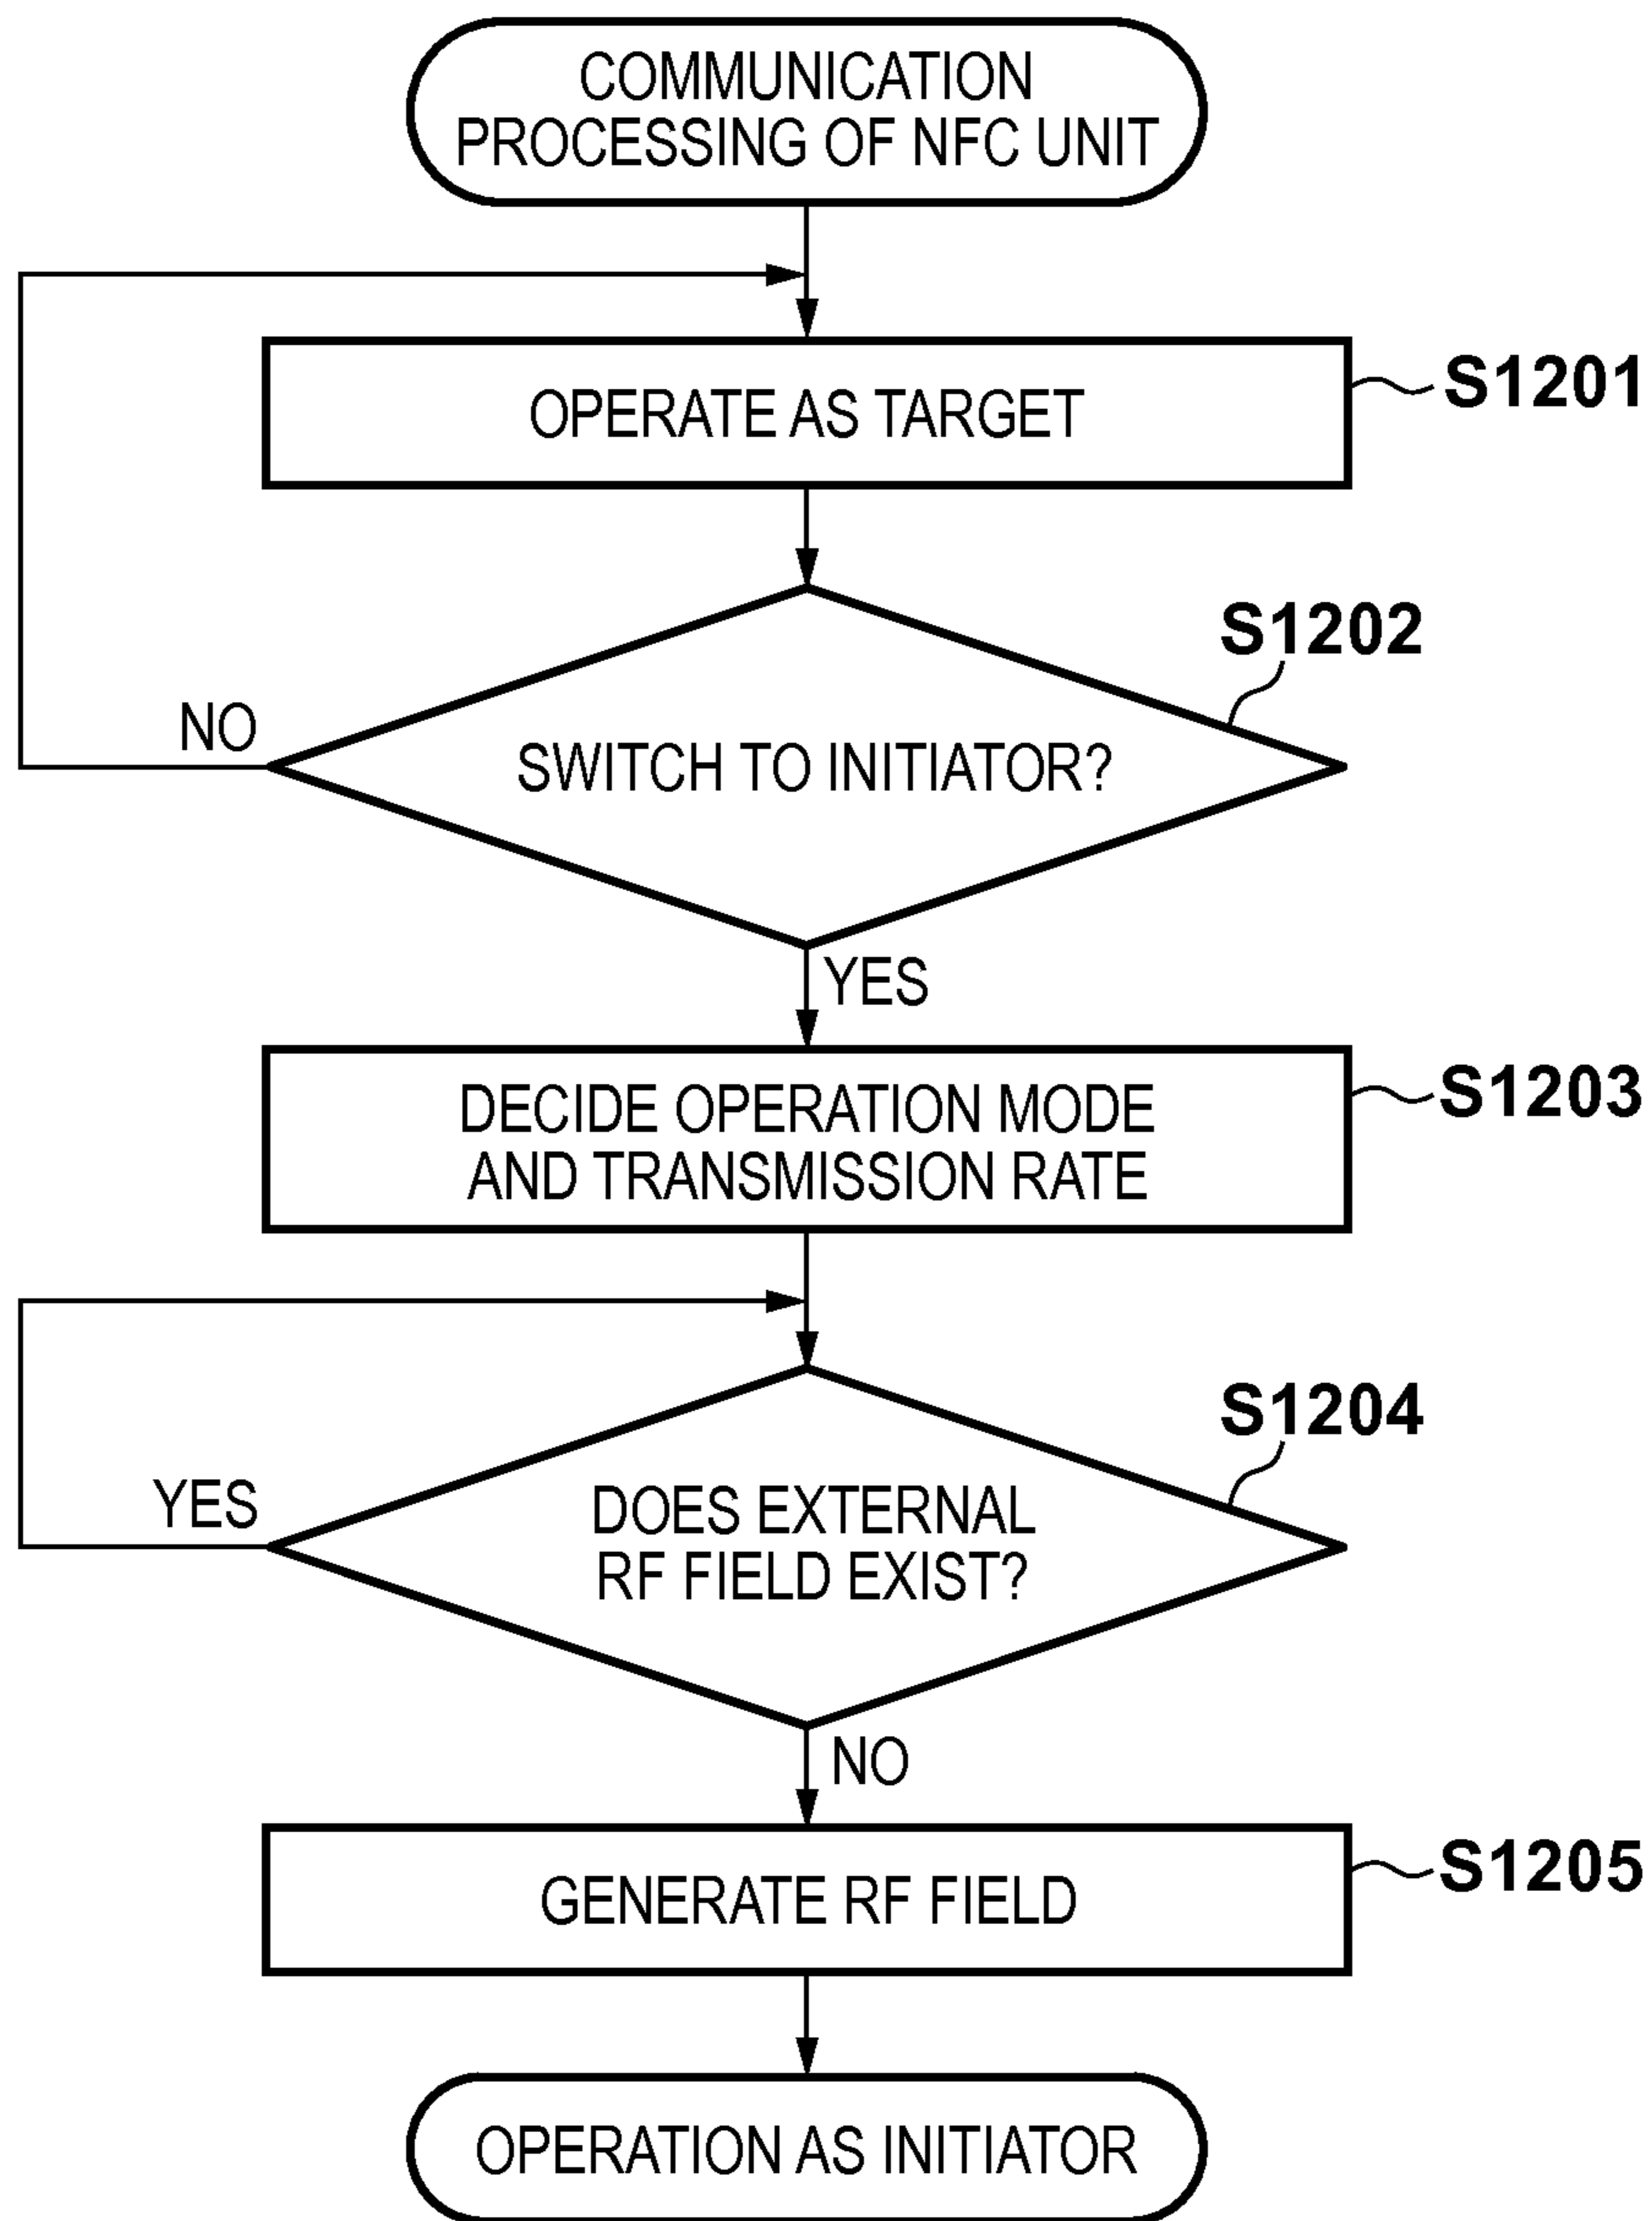 COMMUNICATION
PROCESSING OF NFC UNIT
OPERATE AS TARGET
S1201
S1202
NO
SWITCH TO INITIATOR?
YES
DECIDE OPERATION MODE
AND TRANSMISSION RATE
S1203
S1204
YES
DOES EXTERNAL
RF FIELD EXIST?
NO
GENERATE RF FIELD
S1205
OPERATION AS INITIATOR